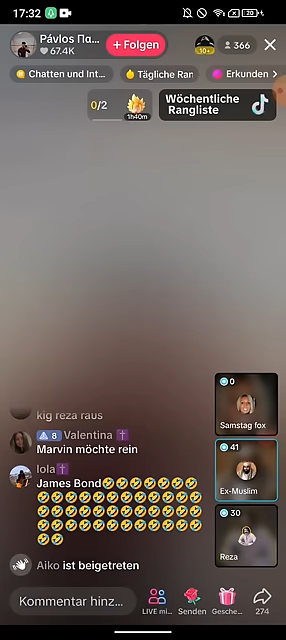 17:32
20
Pávlos Πα...
67.4K
+ Folgen
10+
366
Chatten und Int...
Tägliche Ran
Erkunden >
0/2
1h40m
Wöchentliche
Rangliste
0
Samstag fox
41
Ex-Muslim
30
Reza
kig reza raus
8 Valentina ✝️
Marvin möchte rein
lola✝️
James Bond🤣🤣🤣🤣🤣🤣🤣
🤣🤣🤣🤣🤣🤣🤣🤣🤣🤣🤣🤣
🤣🤣🤣🤣🤣🤣🤣🤣🤣🤣🤣🤣
🤣🤣🤣🤣🤣🤣🤣🤣🤣🤣🤣🤣
🤣🤣
Aiko ist beigetreten
Kommentar hinz...
LIVE mi...
Senden
Gesche...
274